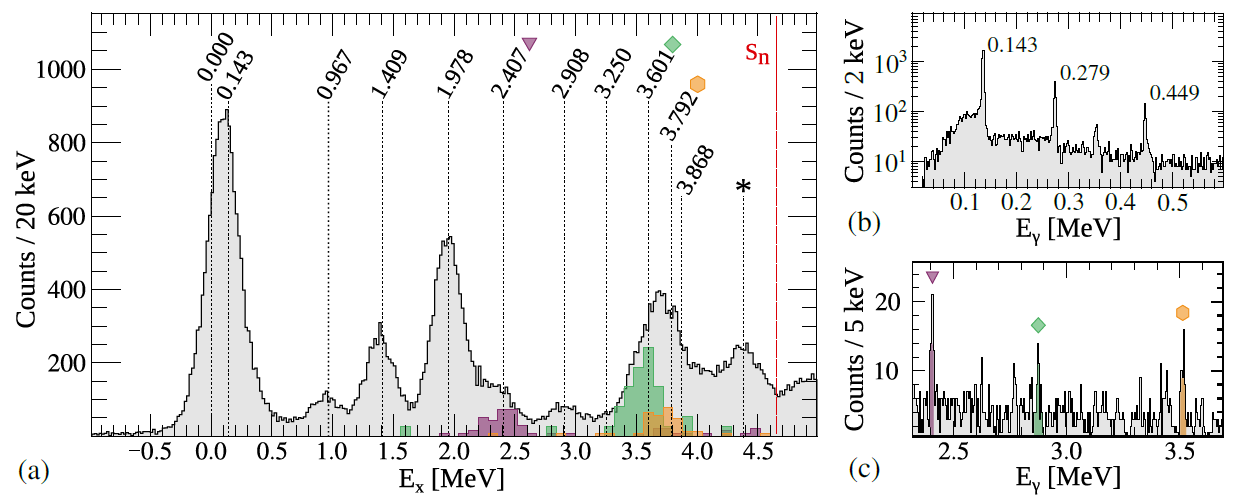 0.000
0.143
0.967
1.409
1.978
2.407
2.908
3.250
3.601
3.792
3.868
*
Sn
Counts / 20 keV
1000
800
600
400
200
−0.5 0.0 0.5 1.0 1.5 2.0 2.5 3.0 3.5 4.0 4.5
Ex [MeV]
(a)
Counts / 2 keV
10³
10²
10¹
0.143
0.279
0.449
0.1 0.2 0.3 0.4 0.5
Eγ [MeV]
(b)
Counts / 5 keV
20
10
2.5 3.0 3.5
Eγ [MeV]
(c)